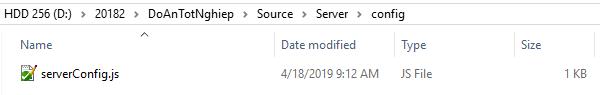 HDD 256 (D:) > 20182 > DoAnTotNghiep > Source > Server > config
Name Date modified Type Size
serverConfig.js 4/18/2019 9:12 AM JS File 1 KB